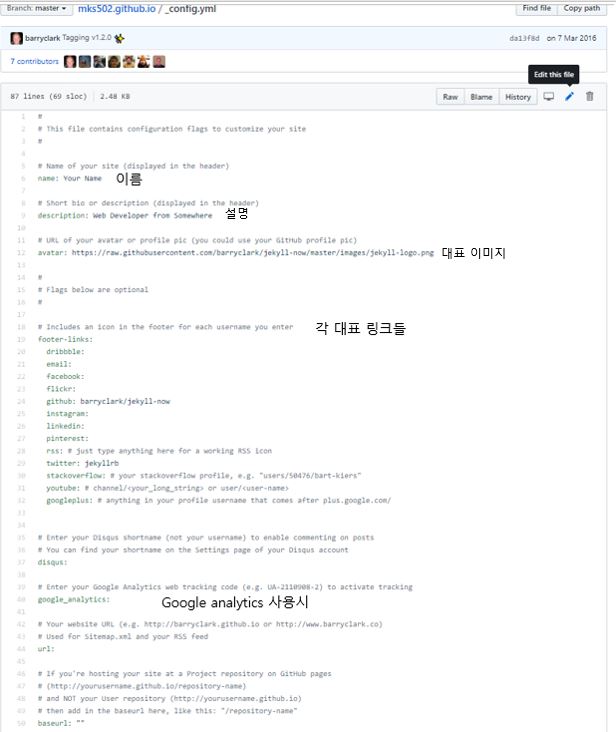 Branch: master mks502.github.io / _config.yml Find file Copy path
barryclark Tagging v1.2.0 da13f8d on 7 Mar 2016
7 contributors
Edit this file
87 lines (69 sloc) 2.48 KB Raw Blame History
1 #
2 # This file contains configuration flags to customize your site
3 #
4
5 # Name of your site (displayed in the header)
6 name: Your Name 이름
7
8 # Short bio or description (displayed in the header)
9 description: Web Developer from Somewhere 설명
10
11 # URL of your avatar or profile pic (you could use your GitHub profile pic)
12 avatar: https://raw.githubusercontent.com/barryclark/jekyll-now/master/images/jekyll-logo.png 대표 이미지
13
14 #
15 # Flags below are optional
16 #
17
18 # Includes an icon in the footer for each username you enter 각 대표 링크들
19 footer-links:
20 dribbble:
21 email:
22 facebook:
23 flickr:
24 github: barryclark/jekyll-now
25 instagram:
26 linkedin:
27 pinterest:
28 rss: # just type anything here for a working RSS icon
29 twitter: jekyllrb
30 stackoverflow: # your stackoverflow profile, e.g. "users/50476/bart-kiers"
31 youtube: # channel/<your_long_string> or user/<user-name>
32 googleplus: # anything in your profile username that comes after plus.google.com/
33
34
35 # Enter your Disqus shortname (not your username) to enable commenting on posts
36 # You can find your shortname on the Settings page of your Disqus account
37 disqus:
38
39 # Enter your Google Analytics web tracking code (e.g. UA-2110908-2) to activate tracking
40 google_analytics: Google analytics 사용시
41
42 # Your website URL (e.g. http://barryclark.github.io or http://www.barryclark.co)
43 # Used for Sitemap.xml and your RSS feed
44 url:
45
46 # If you're hosting your site at a Project repository on GitHub pages
47 # (http://yourusername.github.io/repository-name)
48 # and NOT your User repository (http://yourusername.github.io)
49 # then add in the baseurl here, like this: "/repository-name"
50 baseurl: ""